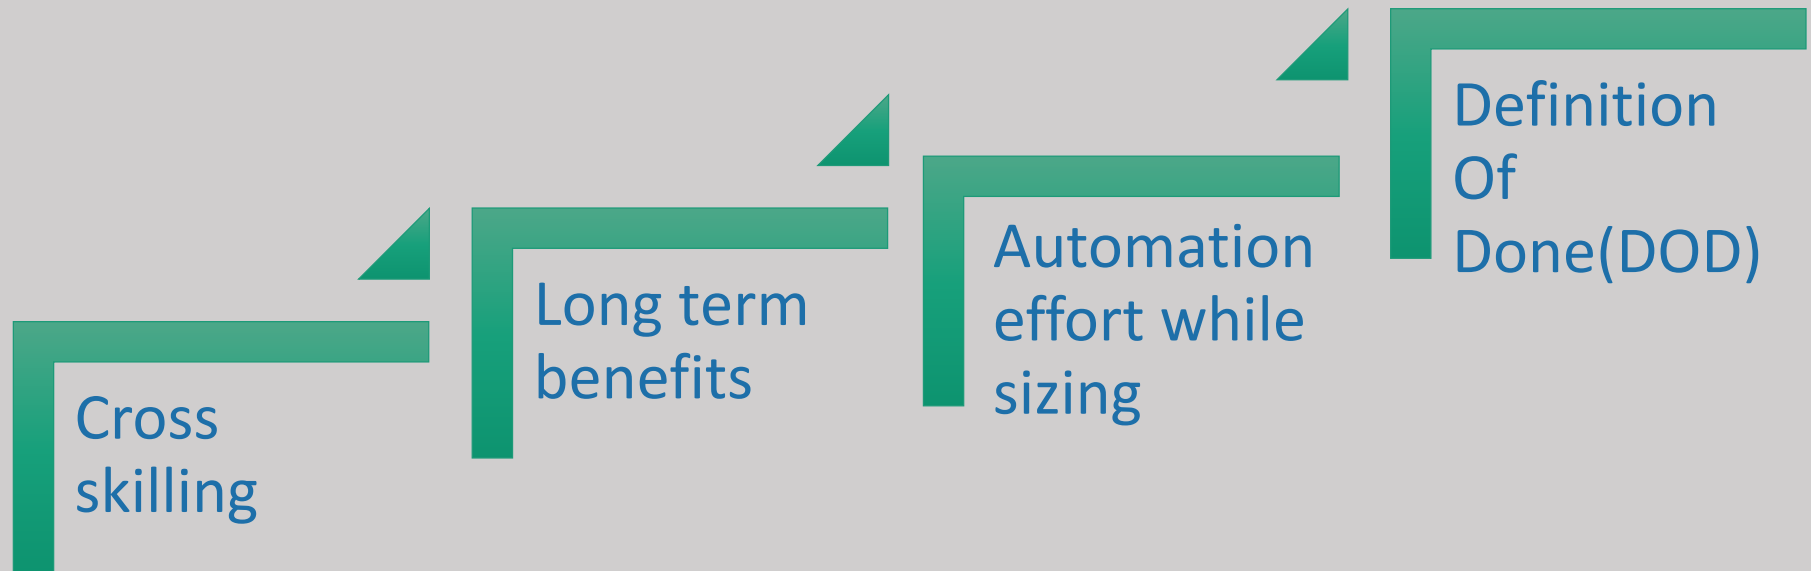 Cross
skilling
Long term
benefits
Automation
effort while
sizing
Definition
Of
Done(DOD)